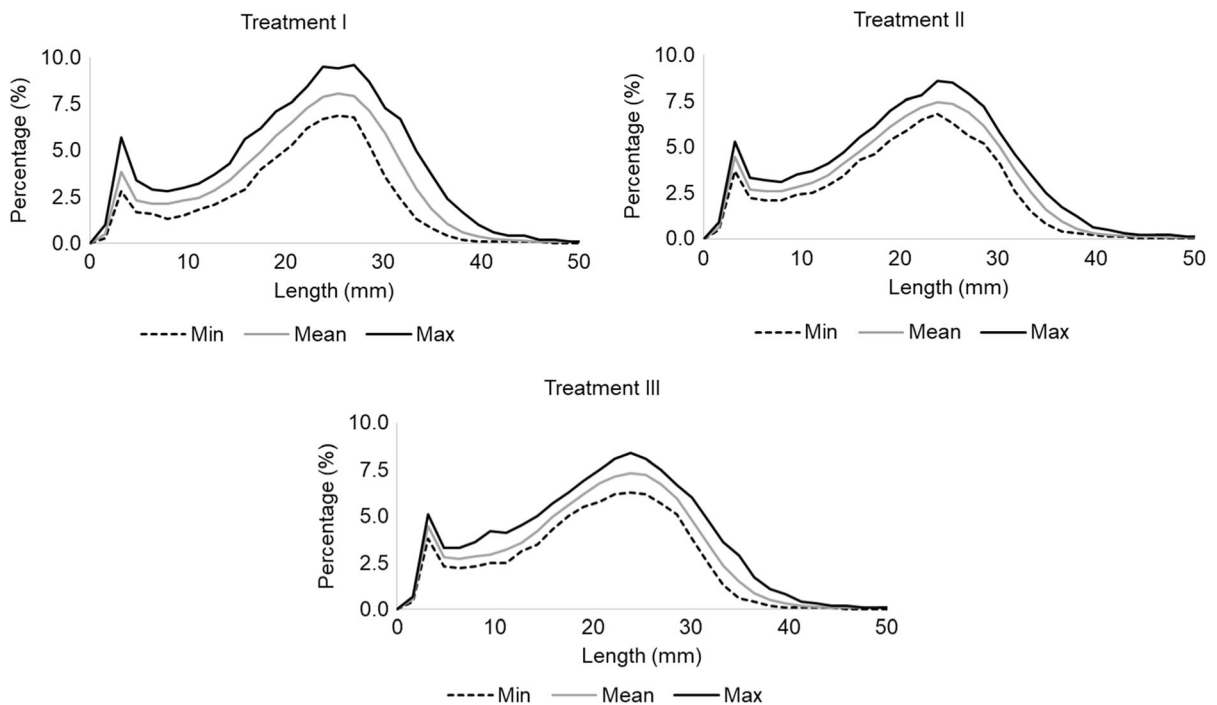 Treatment I
10.0
7.5
5.0
2.5
0.0
Percentage (%)
0 10 20 30 40 50
Length (mm)
Min Mean Max
Treatment II
10.0
7.5
5.0
2.5
0.0
Percentage (%)
0 10 20 30 40 50
Length (mm)
Min Mean Max
Treatment III
10.0
7.5
5.0
2.5
0.0
Percentage (%)
0 10 20 30 40 50
Length (mm)
Min Mean Max